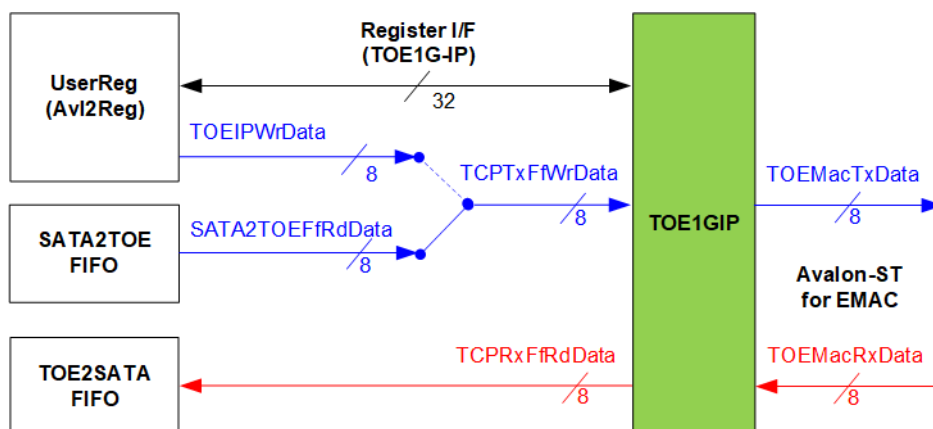 Register I/F
(TOE1G-IP)
32
UserReg
(Avl2Reg)
TOEIPWrData
8
TCPTxFfWrData
8
TOEMacTxData
8
SATA2TOE
FIFO
SATA2TOEFfRdData
8
TOE1GIP
Avalon-ST
for EMAC
TOE2SATA
FIFO
TCPRxFfRdData
8
TOEMacRxData
8